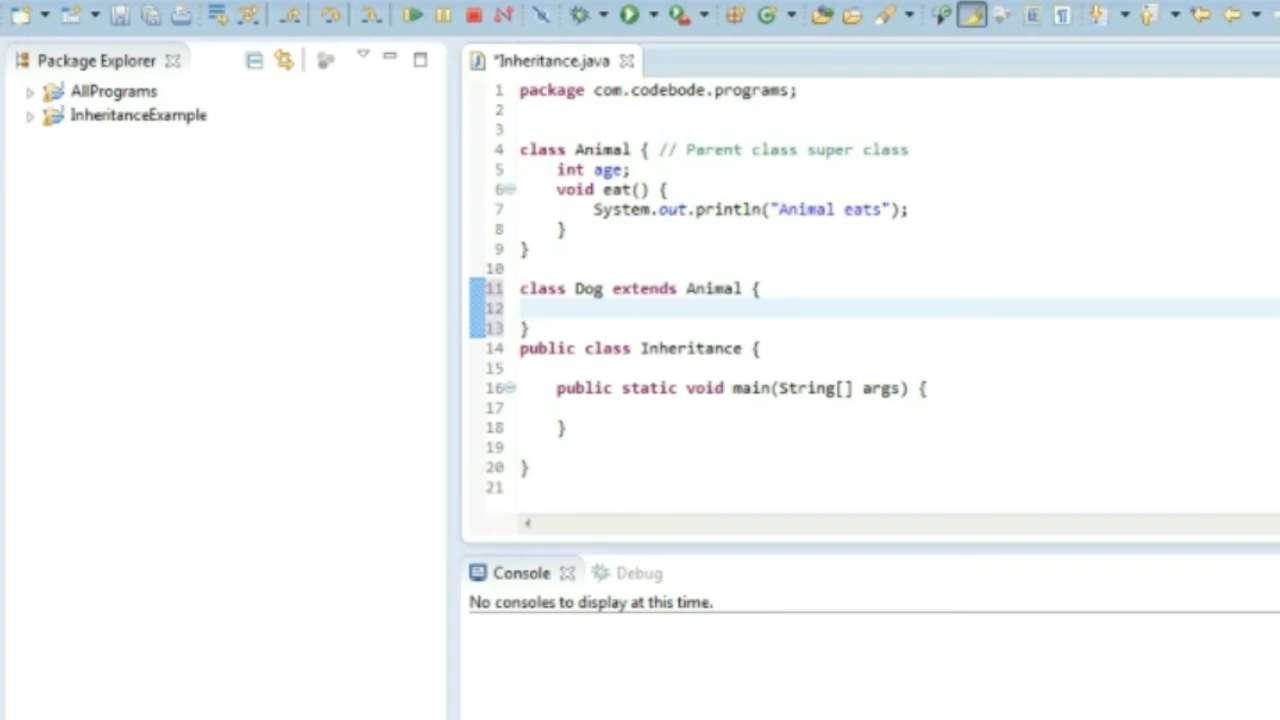 Package Explorer
AllPrograms
InheritanceExample
*Inheritance.java
1 package com.codebode.programs;
2
3
4 class Animal { // Parent class super class
5     int age;
6     void eat() {
7         System.out.println("Animal eats");
8     }
9 }
10
11 class Dog extends Animal {
12
13 }
14 public class Inheritance {
15
16     public static void main(String[] args) {
17
18     }
19
20 }
21
Console
Debug
No consoles to display at this time.